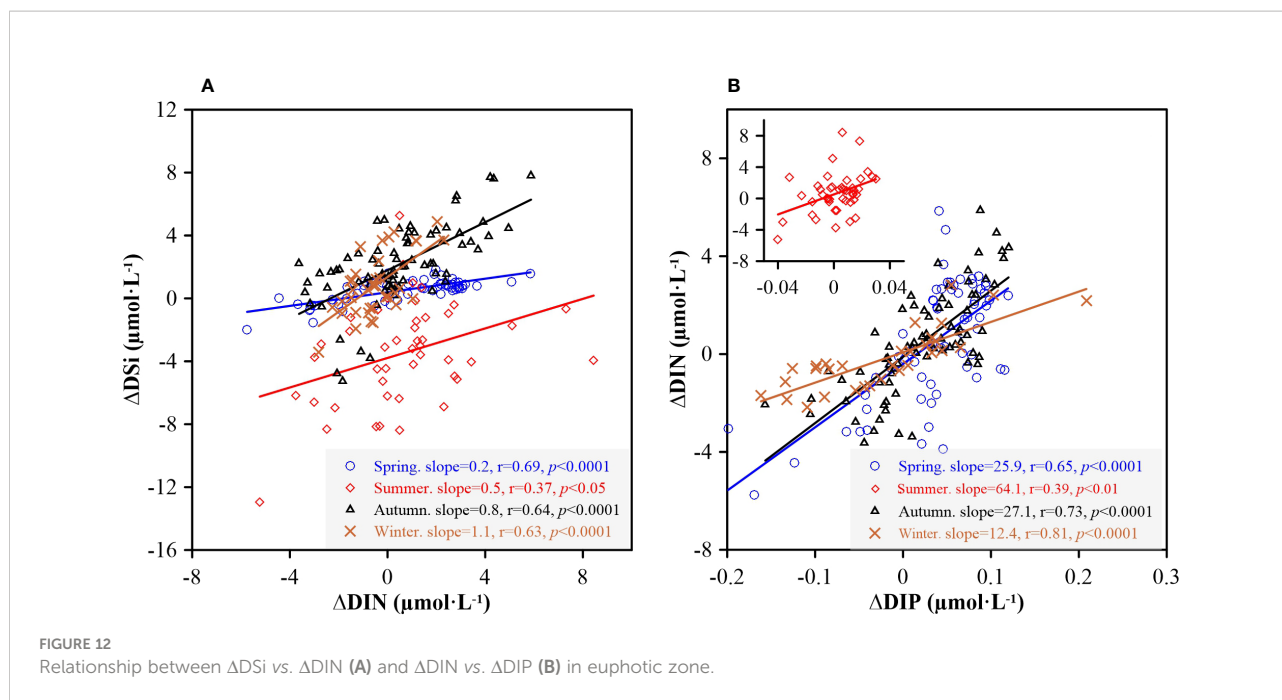 A
B
12
8
4
0
-4
-8
-12
-16
ΔDSi (μmol·L⁻¹)
-8
-4
0
4
8
ΔDIN (μmol·L⁻¹)
Spring. slope=0.2, r=0.69, p<0.0001
Summer. slope=0.5, r=0.37, p<0.05
Autumn. slope=0.8, r=0.64, p<0.0001
Winter. slope=1.1, r=0.63, p<0.0001
8
4
0
-4
-8
ΔDIN (μmol·L⁻¹)
8
4
0
-4
-8
-0.04
0
0.04
Spring. slope=25.9, r=0.65, p<0.0001
Summer. slope=64.1, r=0.39, p<0.01
Autumn. slope=27.1, r=0.73, p<0.0001
Winter. slope=12.4, r=0.81, p<0.0001
-0.2
-0.1
0
0.1
0.2
0.3
ΔDIP (μmol·L⁻¹)
FIGURE 12
Relationship between ΔDSi vs. ΔDIN (A) and ΔDIN vs. ΔDIP (B) in euphotic zone.